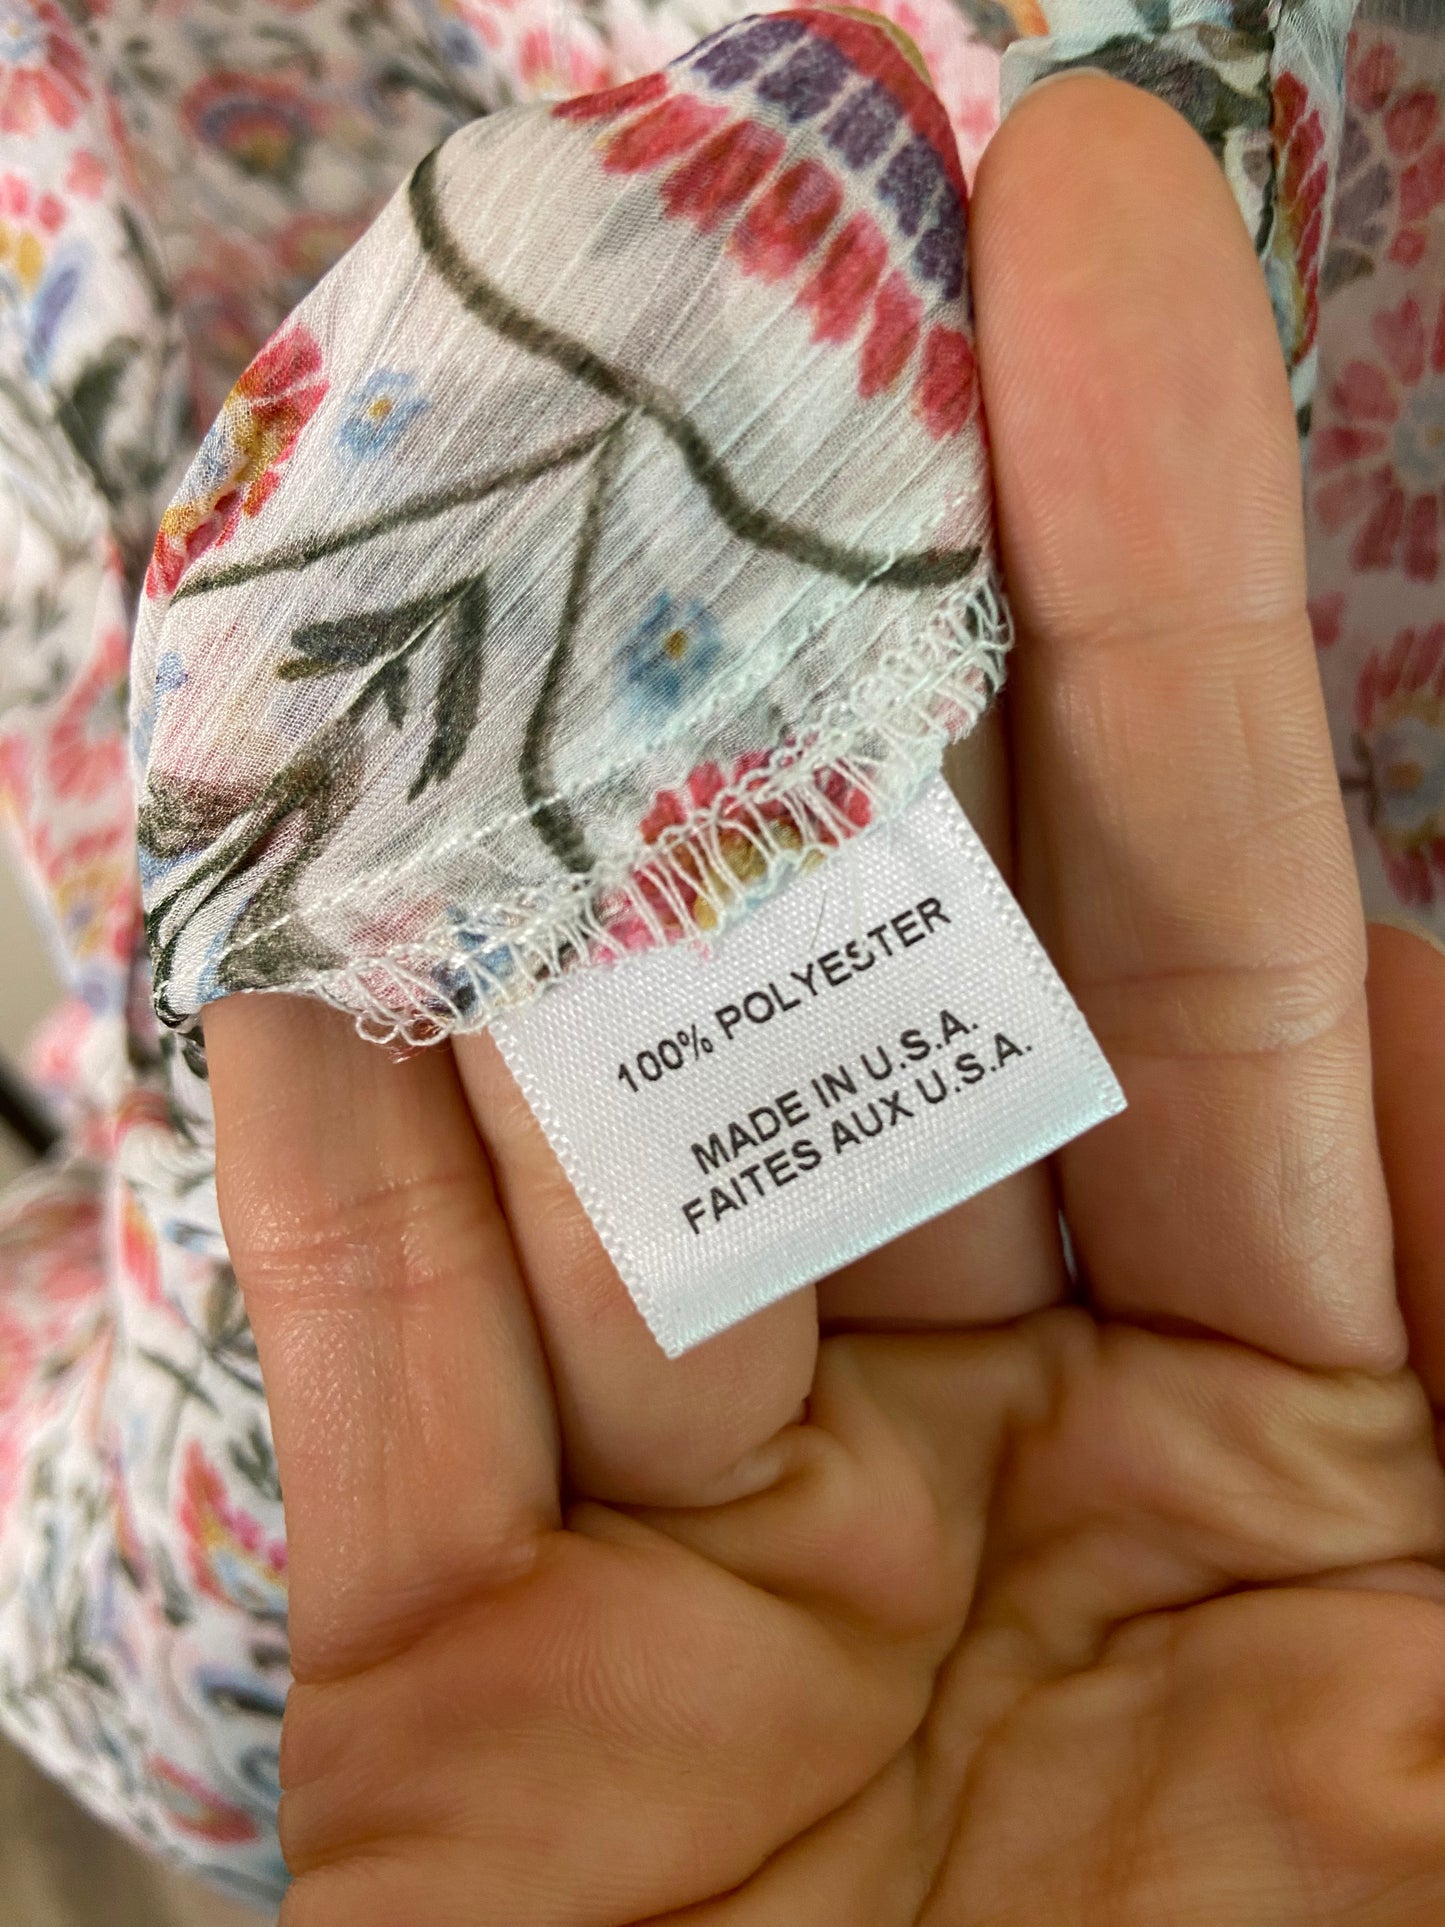 100% POLYESTER
MADE IN U.S.A.
FAITES AUX U.S.A.